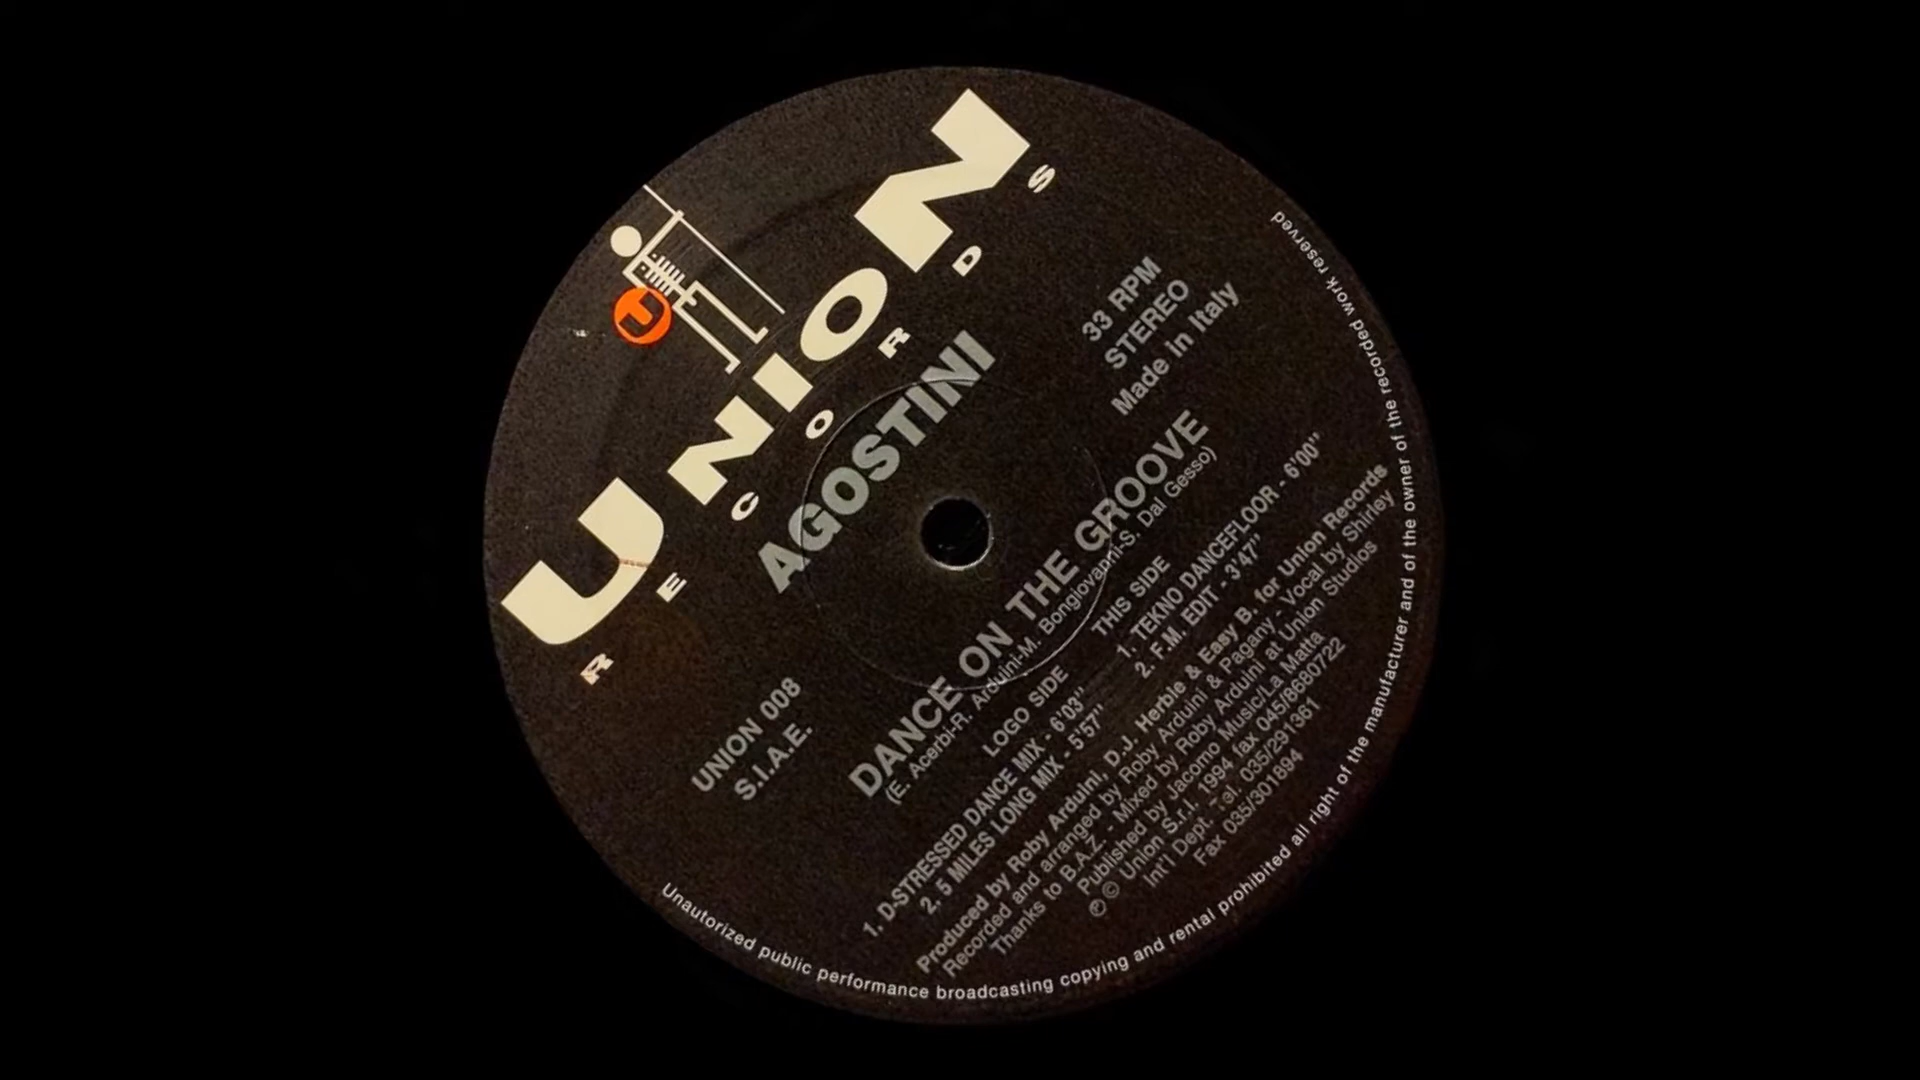 UNION
RECORDS
AGOSTINI
33 RPM
STEREO
Made in Italy
UNION 008
S.I.A.E.
DANCE ON THE GROOVE
(E. Acerbi-R. Arduini-M. Bongiovanni-S. Dal Gesso)
LOGO SIDE
1. D-STRESSED DANCE MIX - 6'03"
2. 5 MILES LONG MIX - 5'57"
THIS SIDE
1. TEKNO DANCEFLOOR - 6'00"
2. F.M. EDIT - 3'47"
Produced by Roby Arduini, D.J. Herbie & Easy B. for Union Records
Recorded and arranged by Roby Arduini & Pagany - Vocal by Shirley
Thanks to B.A.Z. - Mixed by Roby Arduini at Union Studios
Published by Jacomo Music/La Matta
℗ © Union S.r.l. 1994 fax 045/8680722
Int'l Dept. Tel. 035/291361
Fax 035/301894
Unautorized public performance broadcasting copying and rental prohibited all right of the manufacturer and of the owner of the recorded work reserved